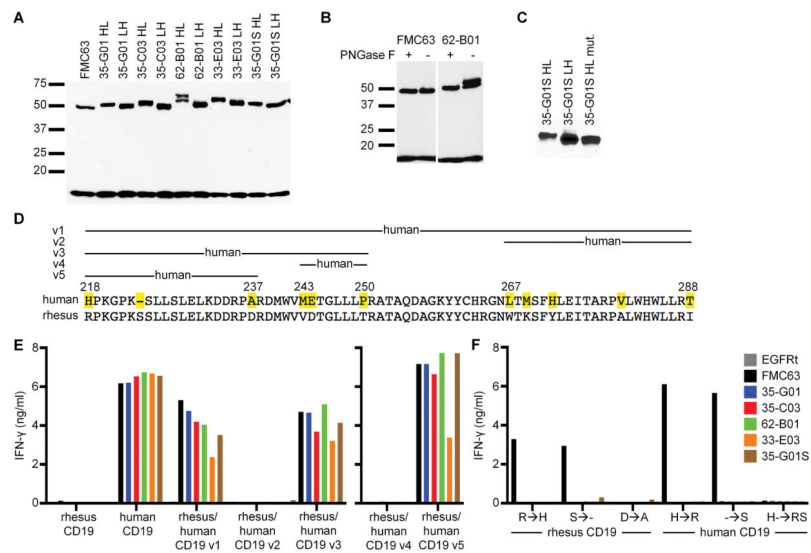 A
FMC63
35-G01 HL
35-G01 LH
35-C03 HL
35-C03 LH
62-B01 HL
62-B01 LH
33-E03 HL
33-E03 LH
35-G01S HL
35-G01S LH
75
50
37
25
20
B
FMC63 62-B01
PNGase F + - + -
50
37
25
20
C
35-G01S HL
35-G01S LH
35-G01S HL mut.
D
v1 human
v2 human
v3 human
v4 human
v5 human
218 237 243 250 267 288
human HPKGPK-SLLSLELKDDRPARDMWVMETGLLLPRATAQDAGKYYCHRGNLTMSFHLEITARPVLWHWLLRT
rhesus RPKGPKSSLLSLELKDDRPDRDMWVVDTGLLLTRATAQDAGKYYCHRGNWTKSFYLEITARPALWHWLLRI
E
IFN-γ (ng/ml)
6
4
2
0
rhesus CD19
human CD19
rhesus/ human CD19 v1
rhesus/ human CD19 v2
rhesus/ human CD19 v3
rhesus/ human CD19 v4
rhesus/ human CD19 v5
F
IFN-γ (ng/ml)
6
4
2
0
R→H S→- D→A H→R -→S H-→RS
rhesus CD19 human CD19
EGFRt
FMC63
35-G01
35-C03
62-B01
33-E03
35-G01S